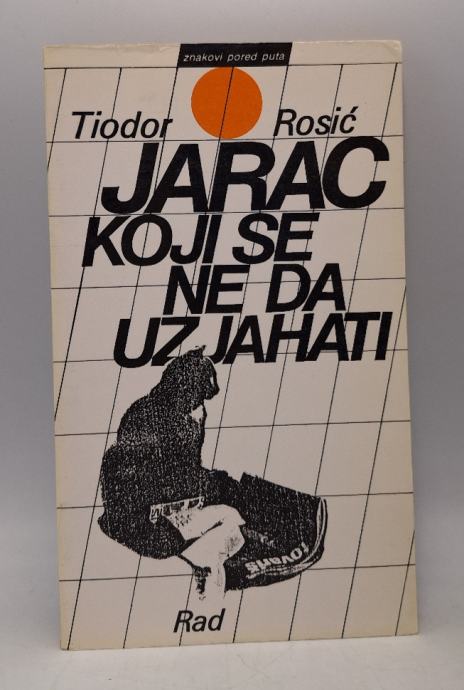 znakovi pored puta
Tiodor Rosić
JARAC
KOJI SE
NE DA
UZJAHATI
Rad